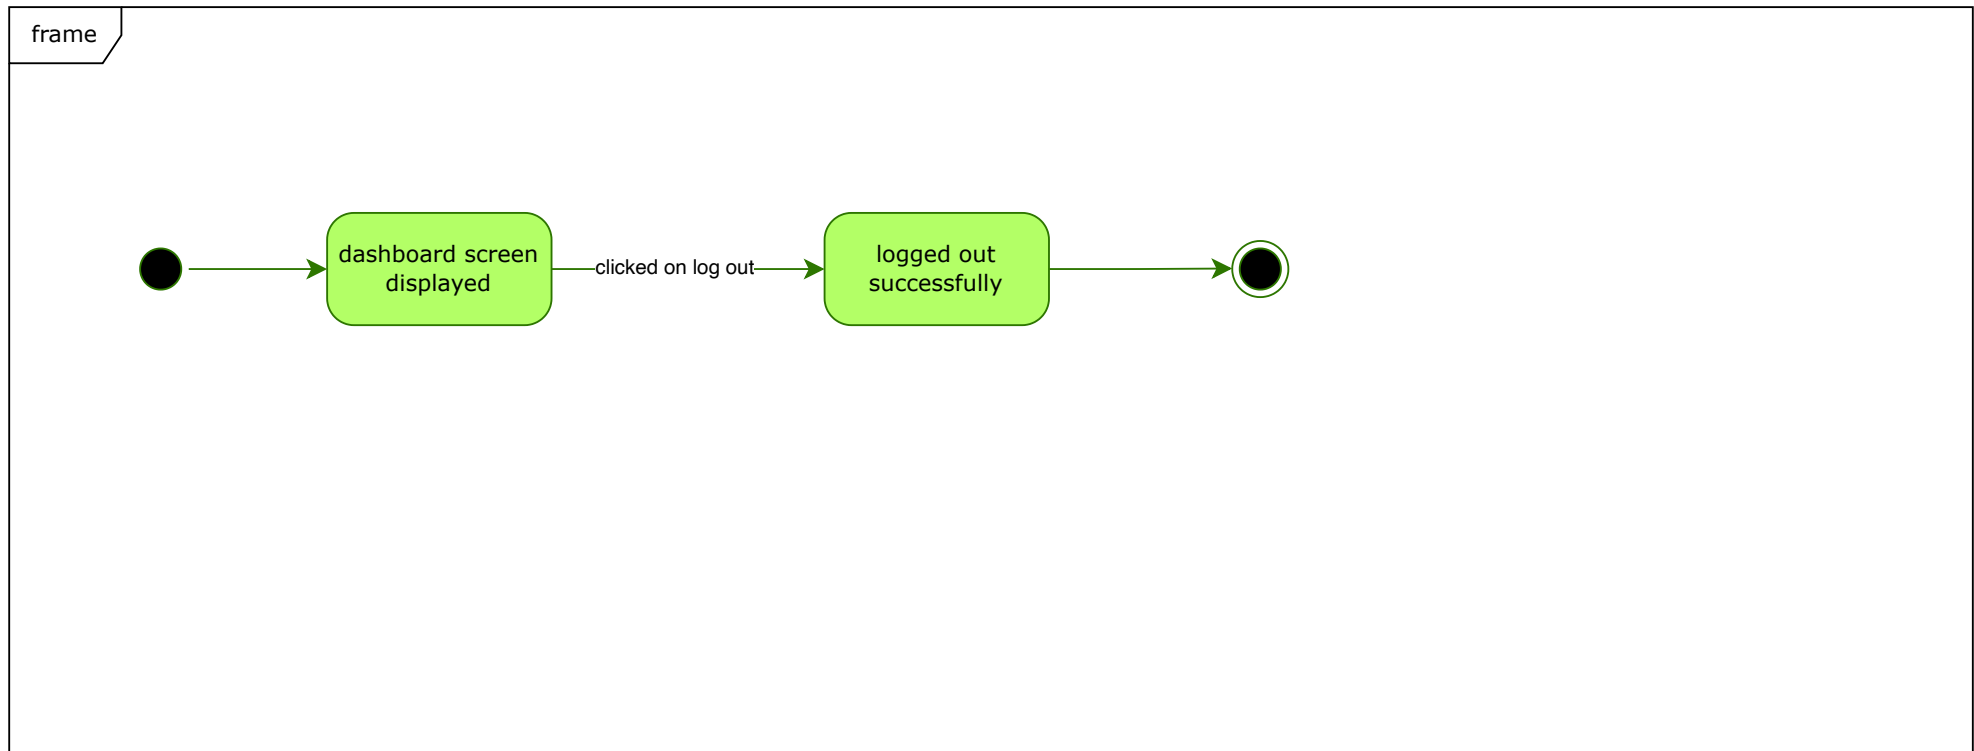 frame
dashboard screen
displayed
clicked on log out
logged out
successfully